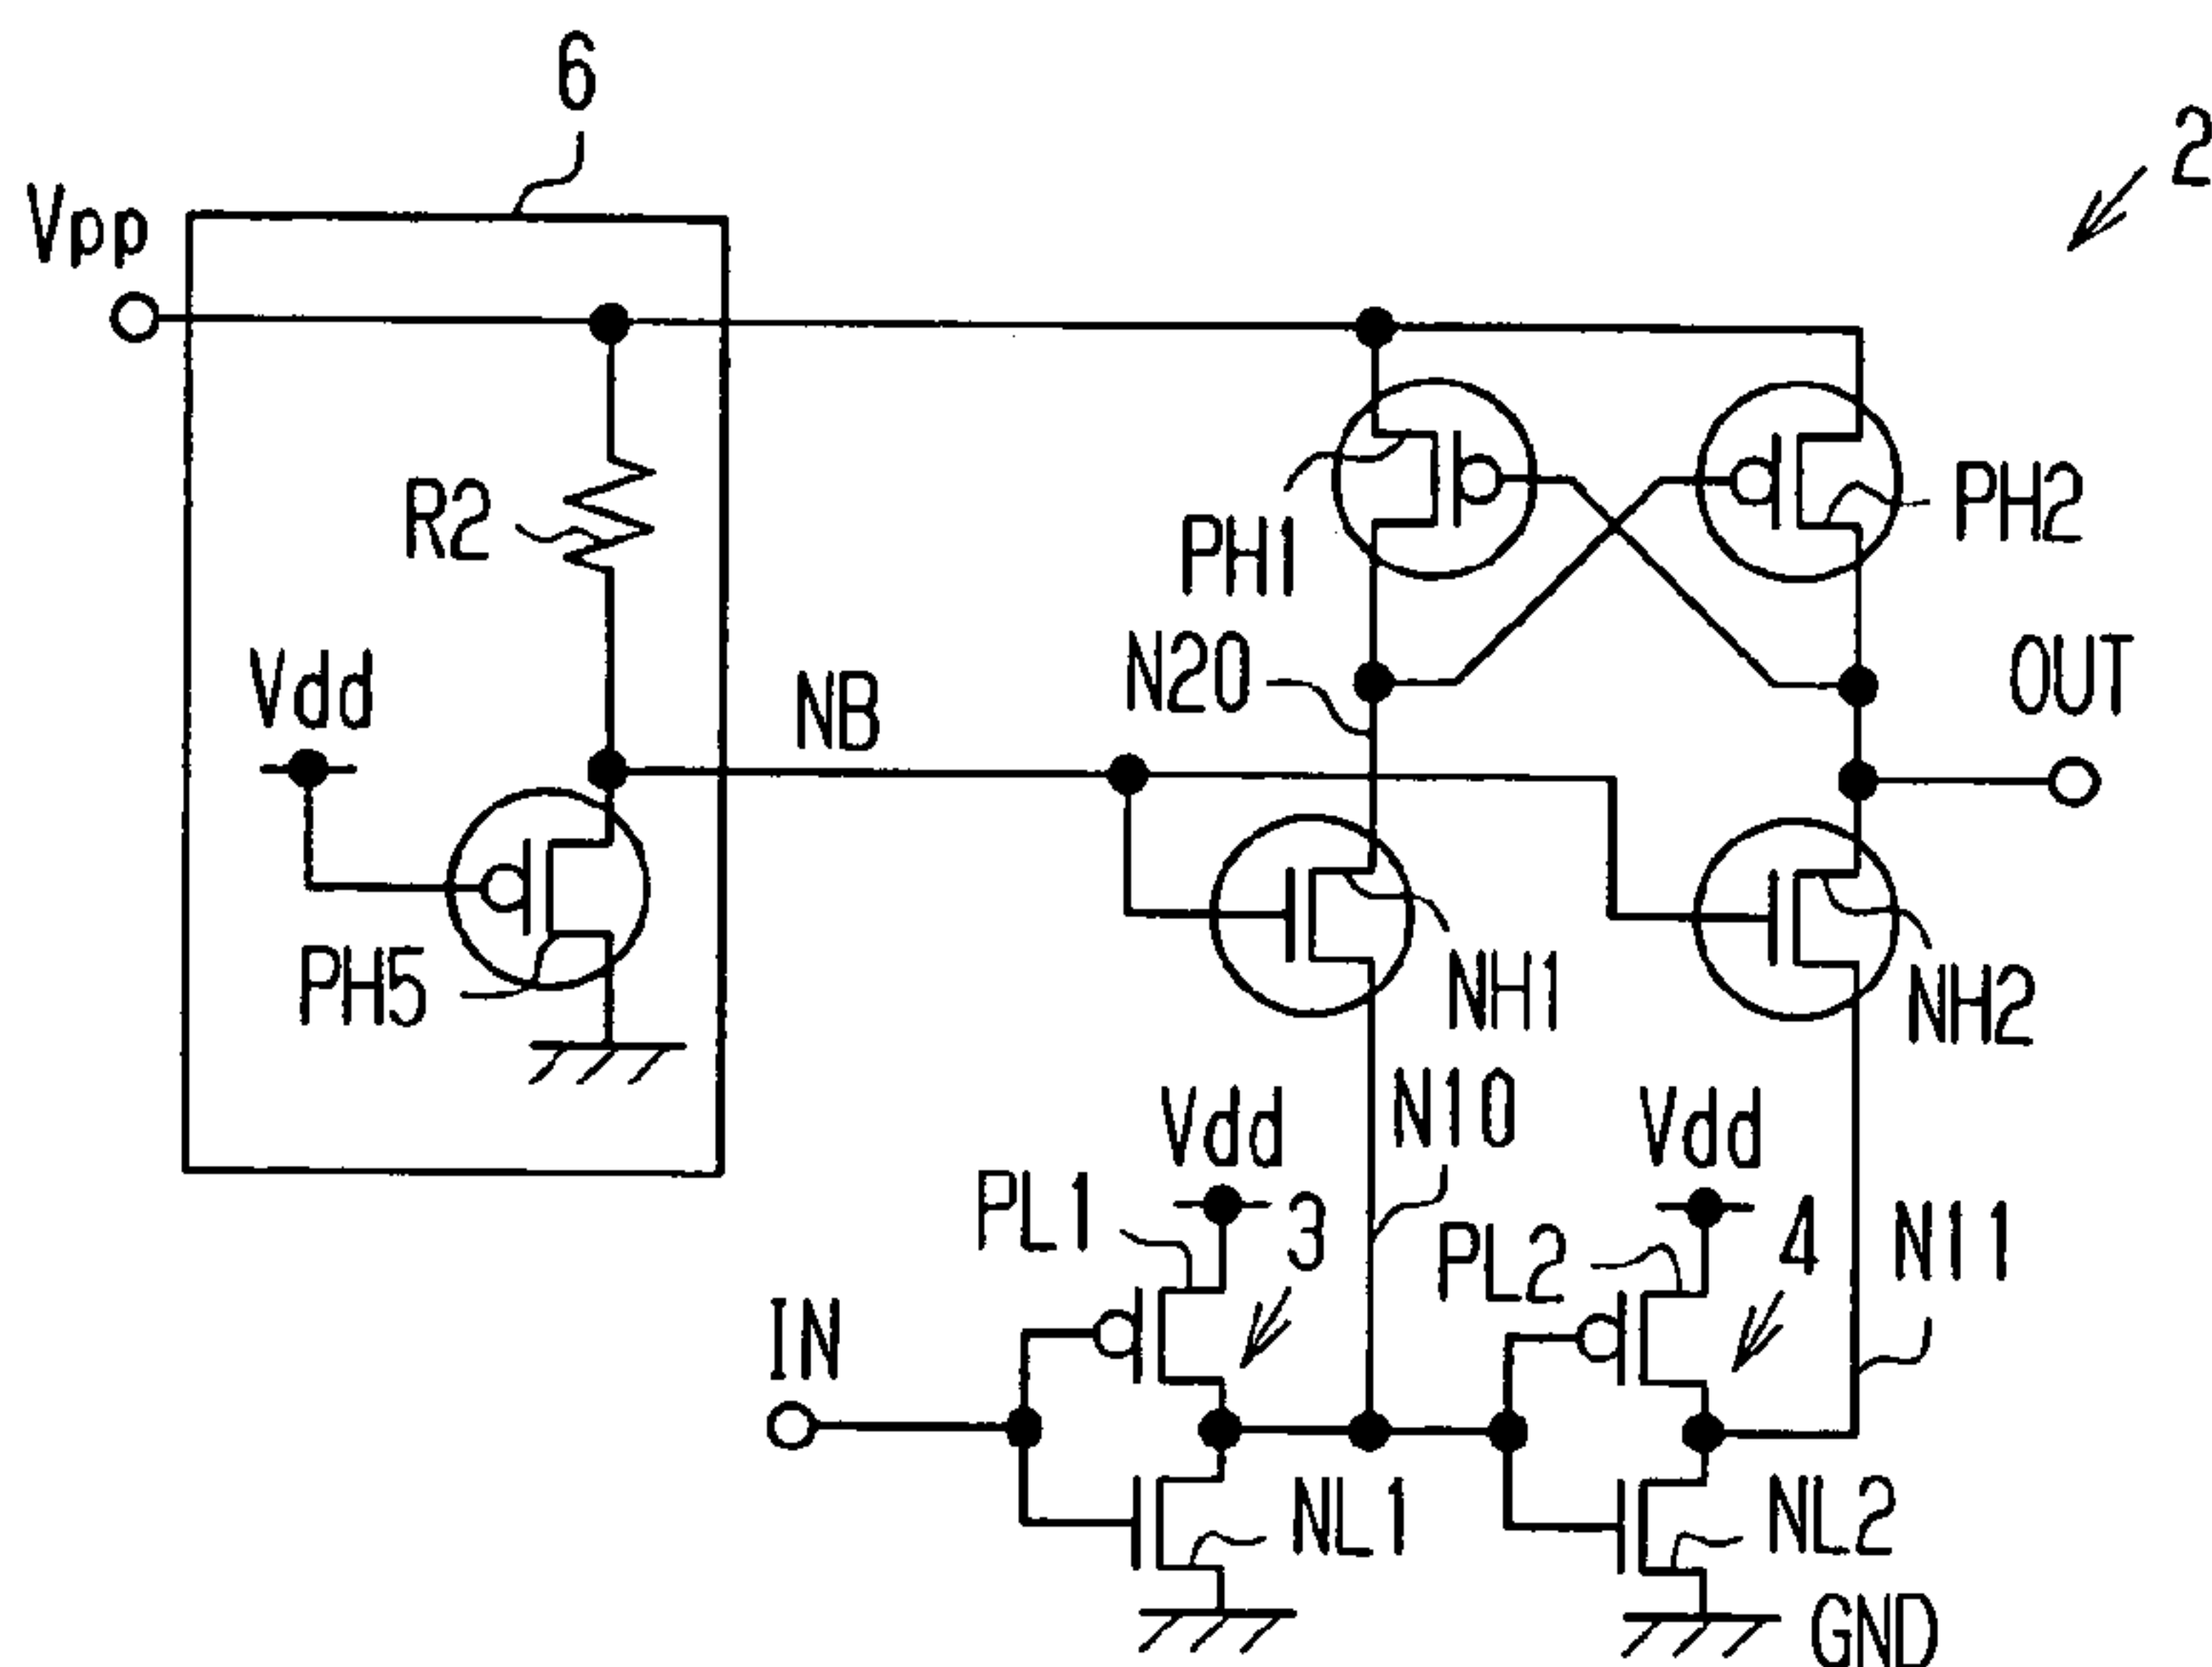 6
2
Vpp
R2
PH1
PH2
Vdd
NB
N20
OUT
PH5
NH1
NH2
Vdd
N10
Vdd
PL1
3
PL2
4
N11
IN
NL1
NL2
GND